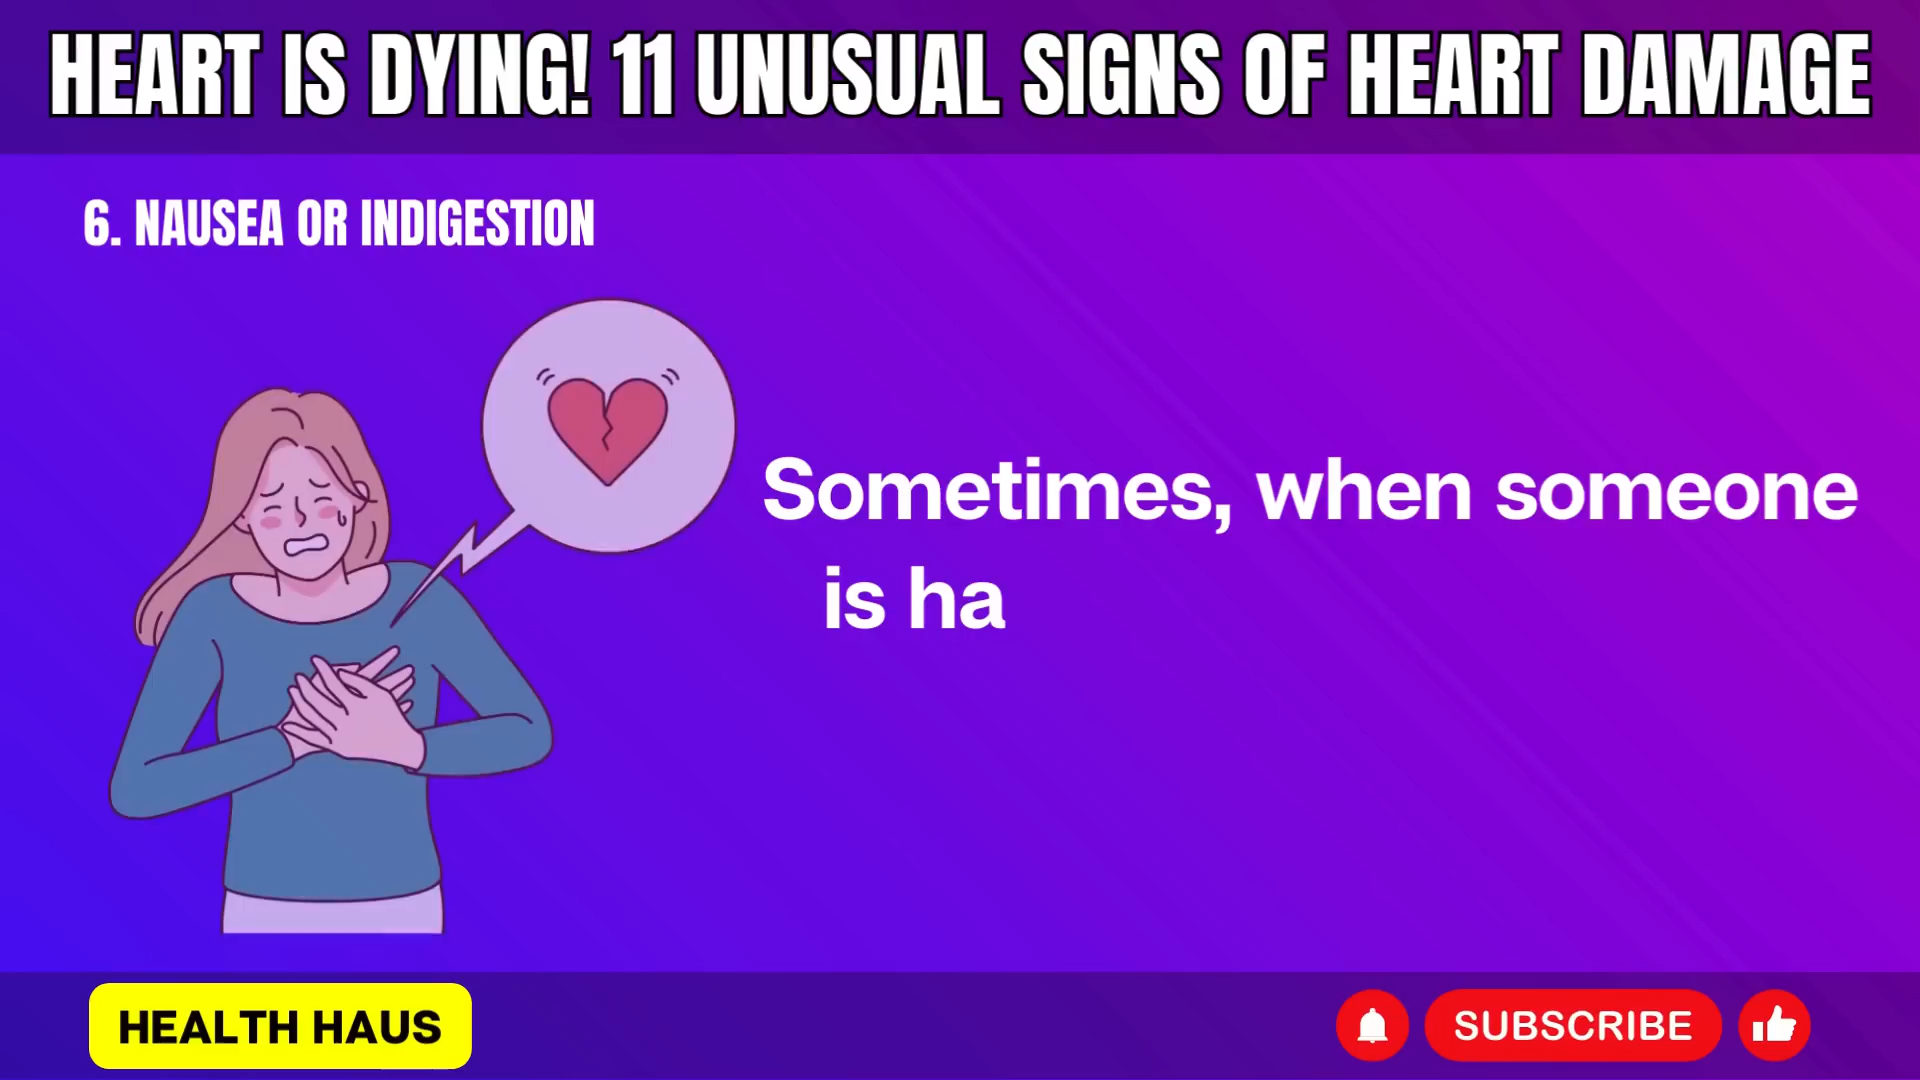 HEART IS DYING! 11 UNUSUAL SIGNS OF HEART DAMAGE
6. NAUSEA OR INDIGESTION
Sometimes, when someone
is ha
HEALTH HAUS
SUBSCRIBE